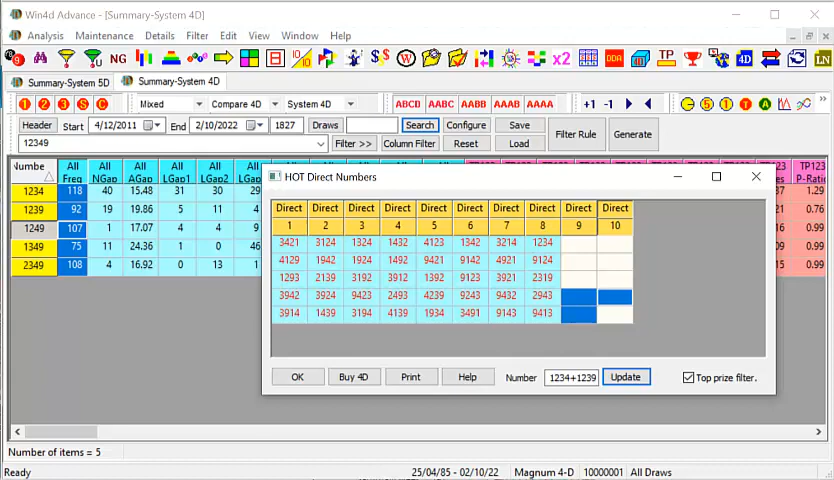 Win4d Advance - [Summary-System 4D]
Analysis Maintenance Details Filter Edit View Window Help
NG 10/10 $$ W x2 DDA TP 4D LN
Summary-System 5D Summary-System 4D
1 2 3 S C Mixed Compare 4D System 4D ABCD AABC AABB AAAB AAAA +1 -1 5 1 T A
Header Start 4/12/2011 End 2/10/2022 1827 Draws Search Configure Save Filter Rule Generate
12349 Filter >> Column Filter Reset Load
Numbe All Freq All NGap All AGap All LGap1 All LGap2 All
1234 118 40 15.48 31 30 29
1239 92 19 19.86 5 11 4
1249 107 1 17.07 4 4 9
1349 75 11 24.36 1 0 46
2349 108 4 16.92 0 13 1
TP123 P-Ratio
1.29
0.76
0.99
0.99
0.99
HOT Direct Numbers
Direct Direct Direct Direct Direct Direct Direct Direct Direct Direct
1 2 3 4 5 6 7 8 9 10
3421 3124 1324 1432 4123 1342 3214 1234
4129 1942 1924 1492 9421 9142 4921 9124
1293 2139 3192 3912 1392 9123 3921 2319
3942 3924 9423 2493 4239 9243 9432 2943
3914 1439 3194 4139 1934 3491 9143 9413
OK Buy 4D Print Help Number 1234+1239 Update Top prize filter.
Number of items = 5
Ready 25/04/85 - 02/10/22 Magnum 4-D 10000001 All Draws